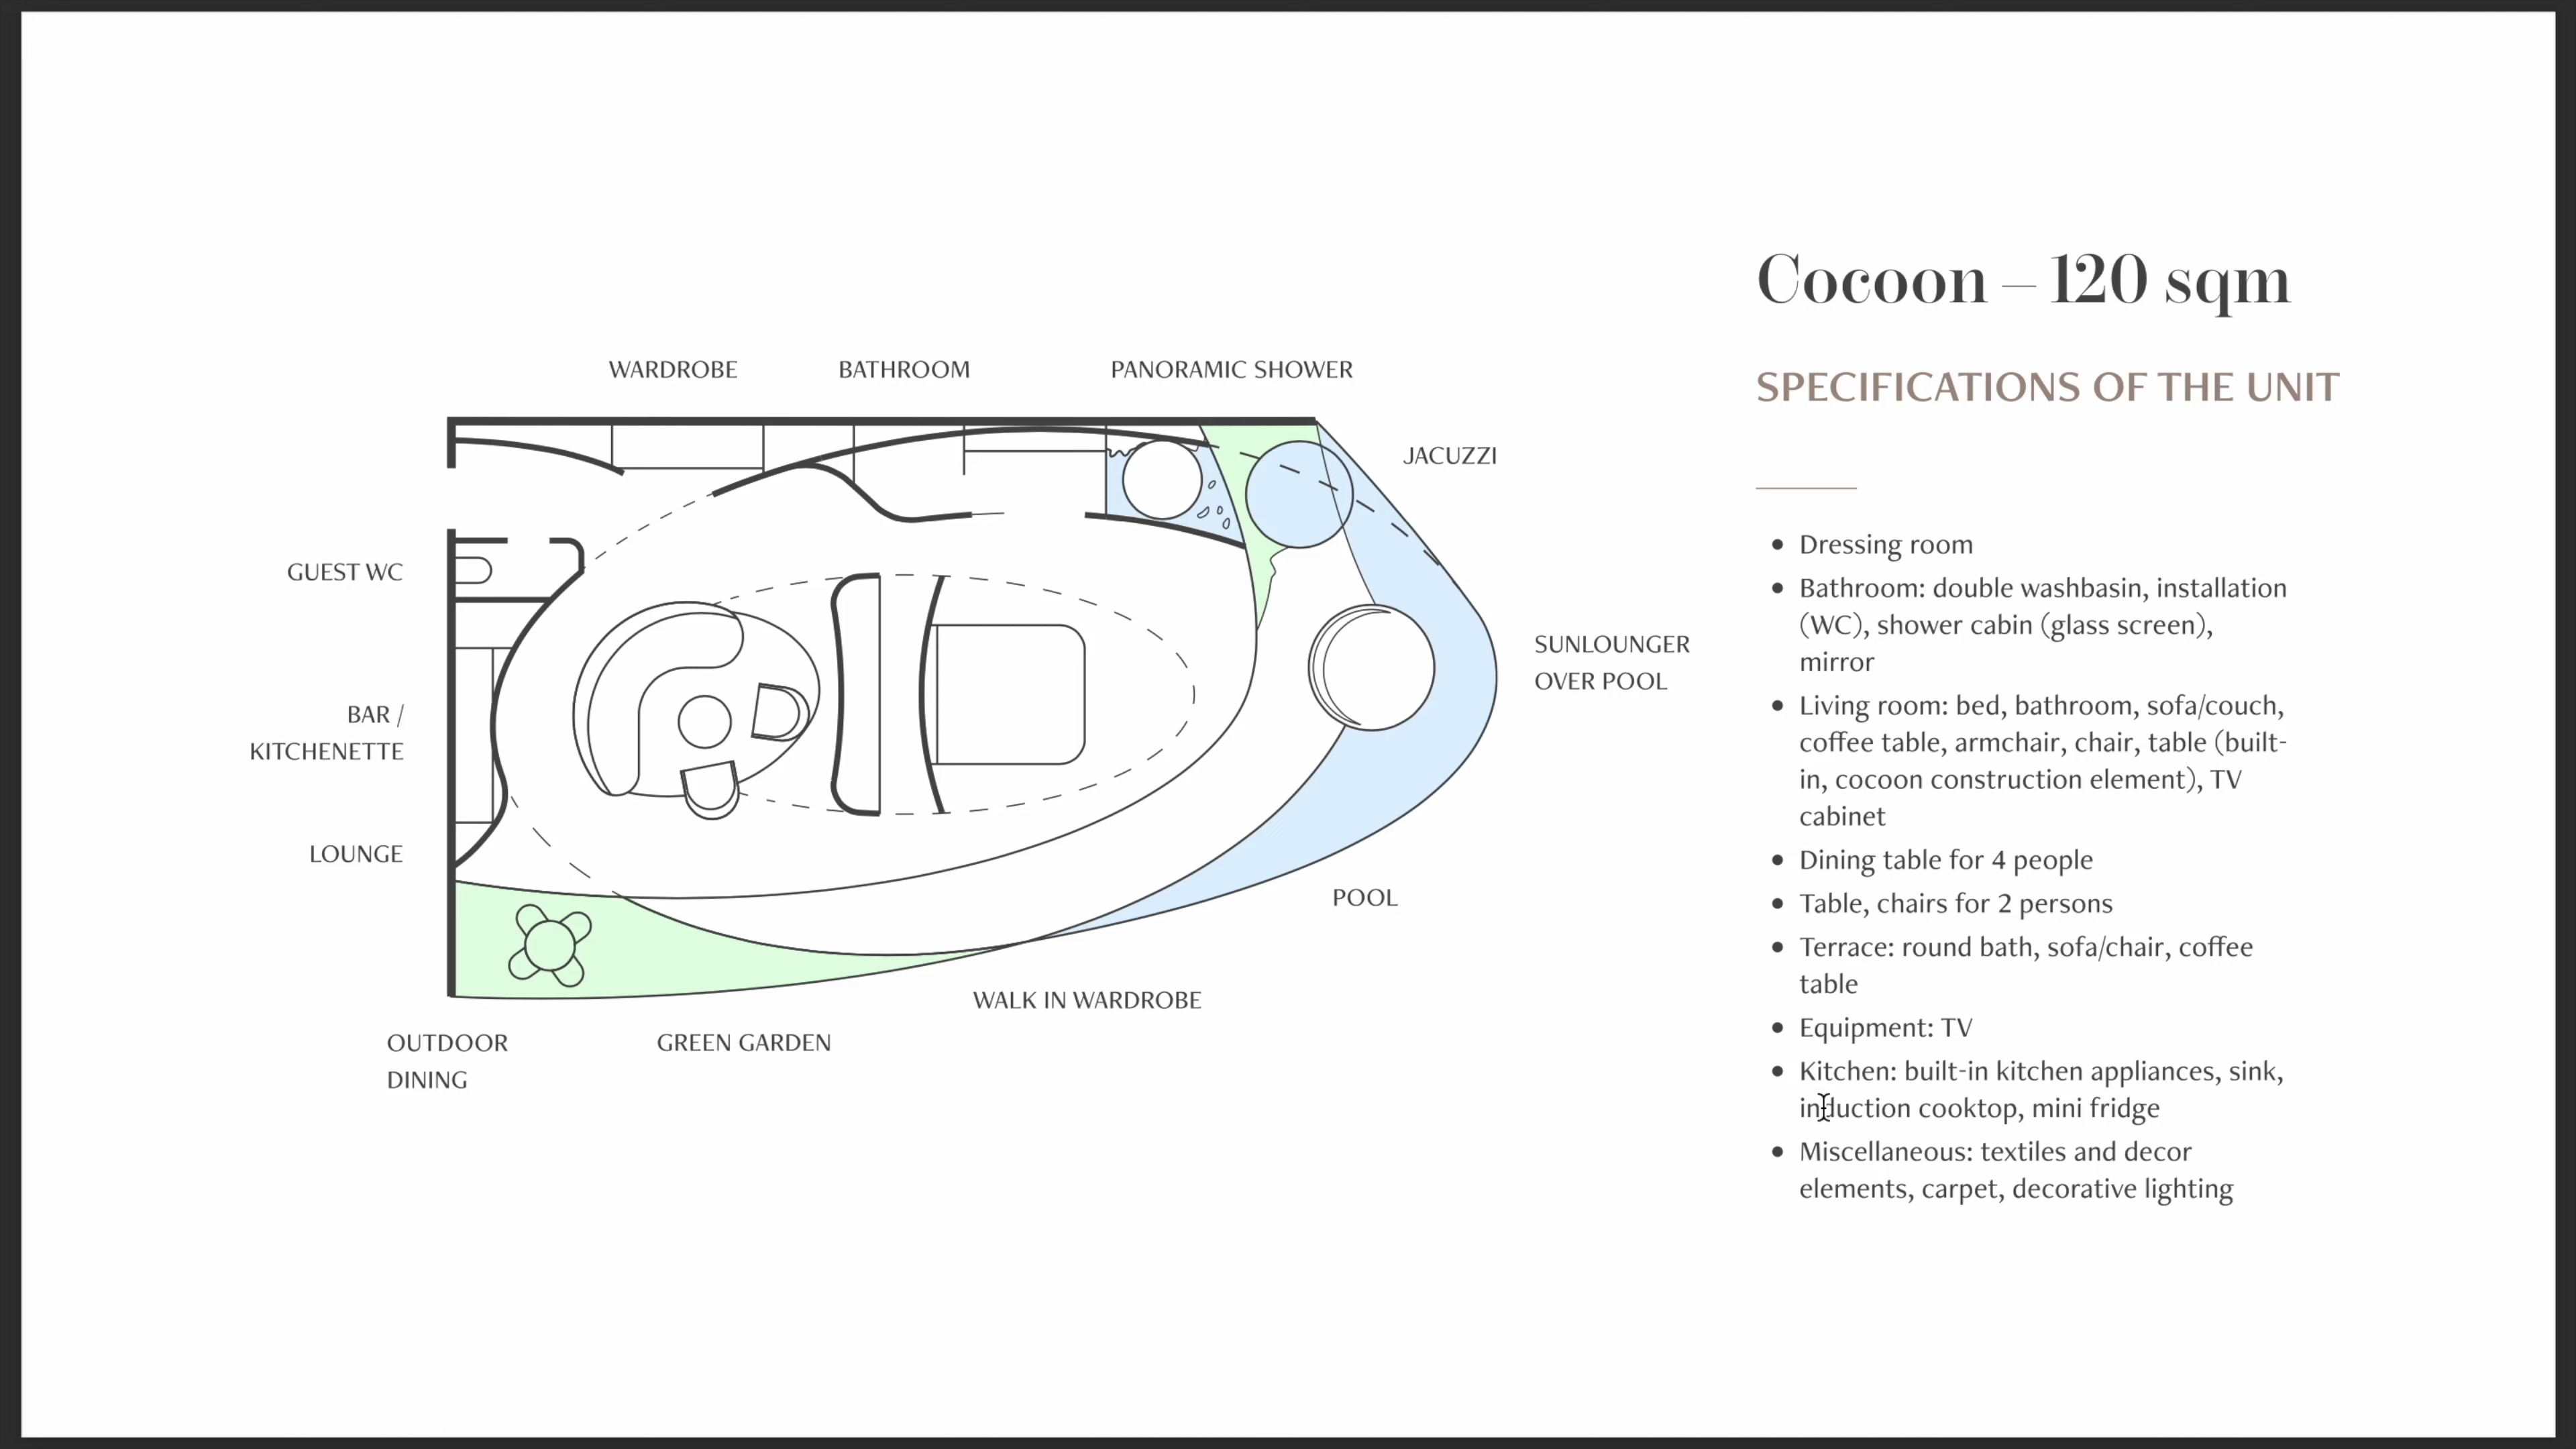 Cocoon – 120 sqm
SPECIFICATIONS OF THE UNIT
WARDROBE
BATHROOM
PANORAMIC SHOWER
JACUZZI
GUEST WC
SUNLOUNGER
OVER POOL
BAR /
KITCHENETTE
LOUNGE
POOL
WALK IN WARDROBE
OUTDOOR
DINING
GREEN GARDEN
• Dressing room
• Bathroom: double washbasin, installation
(WC), shower cabin (glass screen),
mirror
• Living room: bed, bathroom, sofa/couch,
coffee table, armchair, chair, table (built-
in, cocoon construction element), TV
cabinet
• Dining table for 4 people
• Table, chairs for 2 persons
• Terrace: round bath, sofa/chair, coffee
table
• Equipment: TV
• Kitchen: built-in kitchen appliances, sink,
induction cooktop, mini fridge
• Miscellaneous: textiles and decor
elements, carpet, decorative lighting